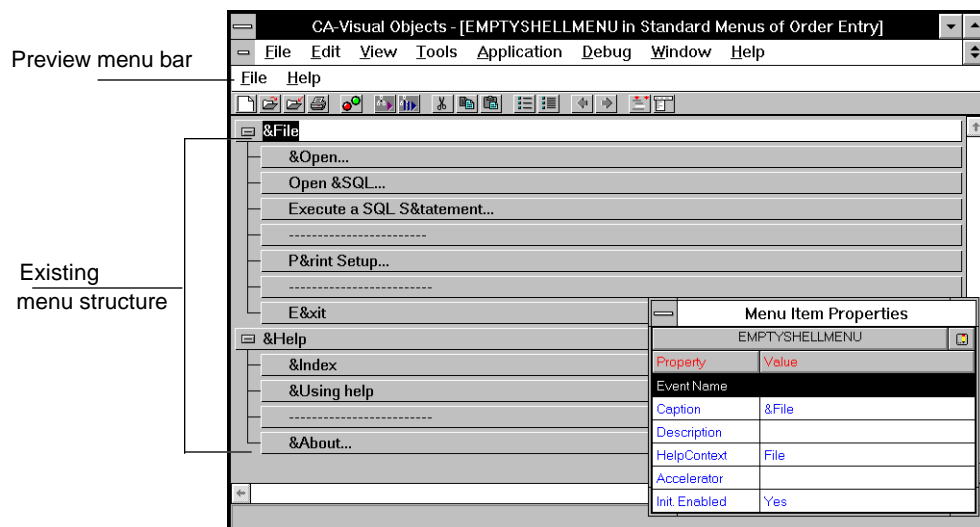 CA-Visual Objects - [EMPTYSHELLMENU in Standard Menus of Order Entry]
File Edit View Tools Application Debug Window Help
Preview menu bar
File Help
&File
&Open...
Open &SQL...
Execute a SQL S&tatement...
------------------------
P&rint Setup...
-------------------------
E&xit
&Help
&Index
&Using help
-------------------------
&About...
Existing
menu structure
Menu Item Properties
EMPTYSHELLMENU
Property Value
Event Name
Caption &File
Description
HelpContext File
Accelerator
Init. Enabled Yes